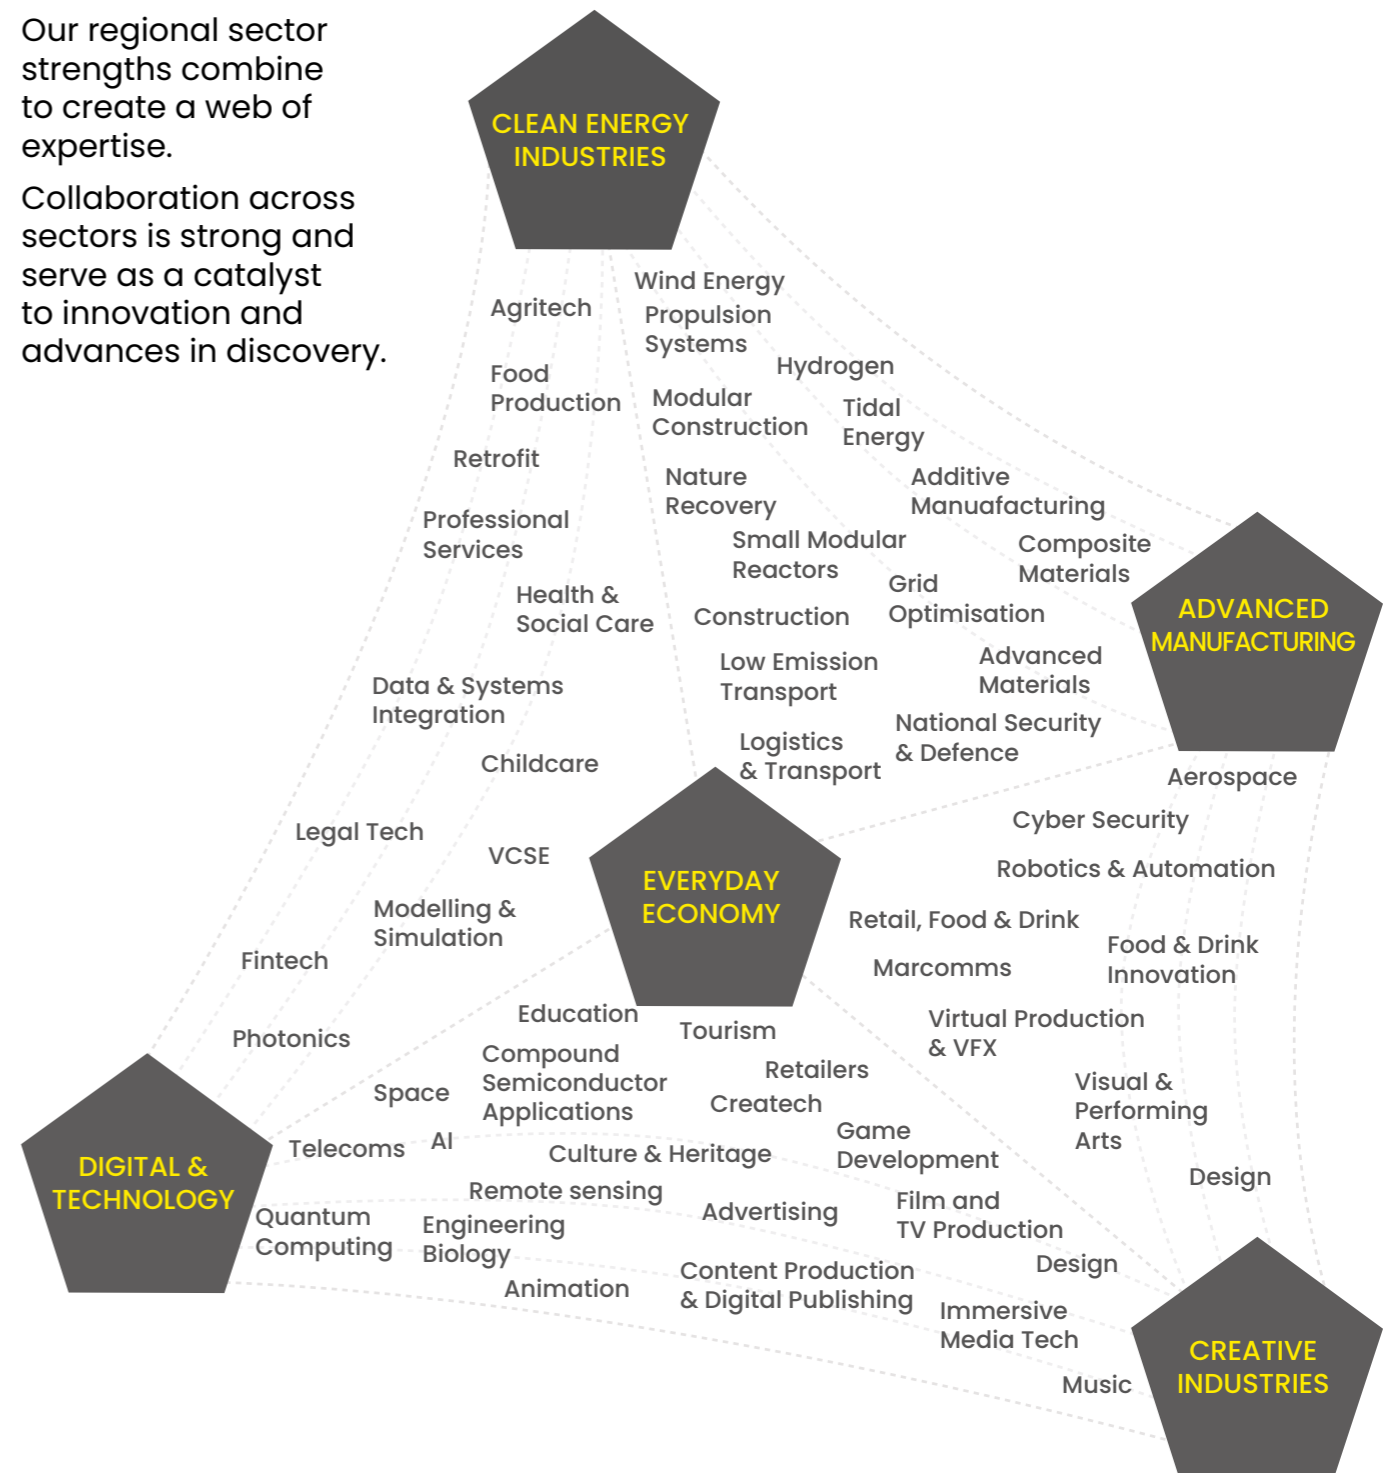 Our regional sector
strengths combine
to create a web of
expertise.
Collaboration across
sectors is strong and
serve as a catalyst
to innovation and
advances in discovery.
CLEAN ENERGY
INDUSTRIES
Wind Energy
Agritech
Propulsion
Systems
Hydrogen
Food
Production
Modular
Construction
Tidal
Energy
Retrofit
Nature
Recovery
Additive
Manuafacturing
Professional
Services
Small Modular
Reactors
Composite
Materials
Grid
Optimisation
Health &
Social Care
Construction
ADVANCED
MANUFACTURING
Low Emission
Transport
Advanced
Materials
Data & Systems
Integration
National Security
& Defence
Logistics
& Transport
Childcare
Aerospace
Cyber Security
Legal Tech
VCSE
Robotics & Automation
EVERYDAY
ECONOMY
Modelling &
Simulation
Retail, Food & Drink
Food & Drink
Innovation
Fintech
Marcomms
Education
Tourism
Virtual Production
& VFX
Photonics
Compound
Semiconductor
Applications
Retailers
Visual &
Performing
Arts
Space
Createch
Telecoms
AI
Game
Development
Culture & Heritage
DIGITAL &
TECHNOLOGY
Design
Remote sensing
Film and
TV Production
Advertising
Quantum
Computing
Engineering
Biology
Design
Content Production
& Digital Publishing
Animation
Immersive
Media Tech
CREATIVE
INDUSTRIES
Music